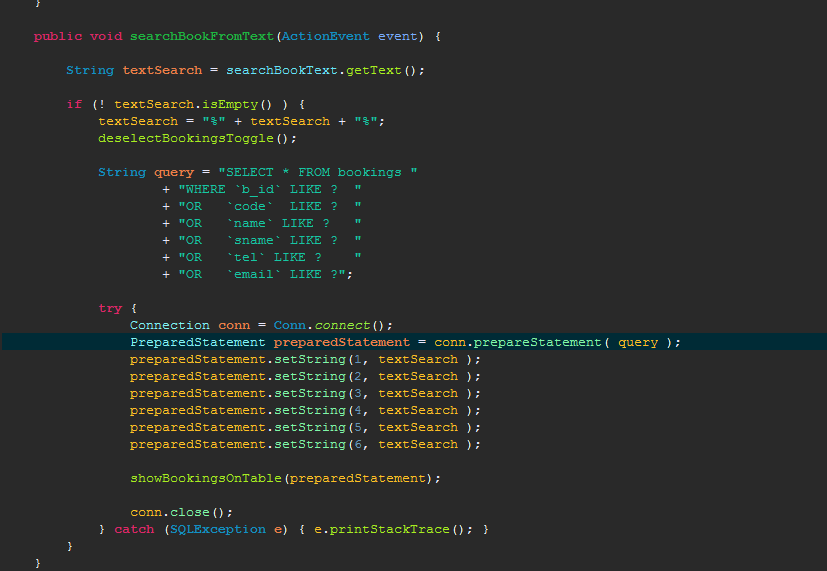 }
public void searchBookFromText(ActionEvent event) {
String textSearch = searchBookText.getText();
if (! textSearch.isEmpty() ) {
textSearch = "%" + textSearch + "%";
deselectBookingsToggle();
String query = "SELECT * FROM bookings "
+ "WHERE `b_id` LIKE ?  "
+ "OR   `code`  LIKE ?  "
+ "OR   `name` LIKE ?   "
+ "OR   `sname` LIKE ?  "
+ "OR   `tel` LIKE ?    "
+ "OR   `email` LIKE ?";
try {
Connection conn = Conn.connect();
PreparedStatement preparedStatement = conn.prepareStatement( query );
preparedStatement.setString(1, textSearch );
preparedStatement.setString(2, textSearch );
preparedStatement.setString(3, textSearch );
preparedStatement.setString(4, textSearch );
preparedStatement.setString(5, textSearch );
preparedStatement.setString(6, textSearch );
showBookingsOnTable(preparedStatement);
conn.close();
} catch (SQLException e) { e.printStackTrace(); }
}
}